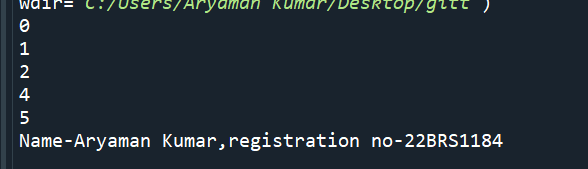 wdir='C:/Users/Aryaman Kumar/Desktop/gitt')
0
1
2
4
5
Name-Aryaman Kumar,registration no-22BRS1184